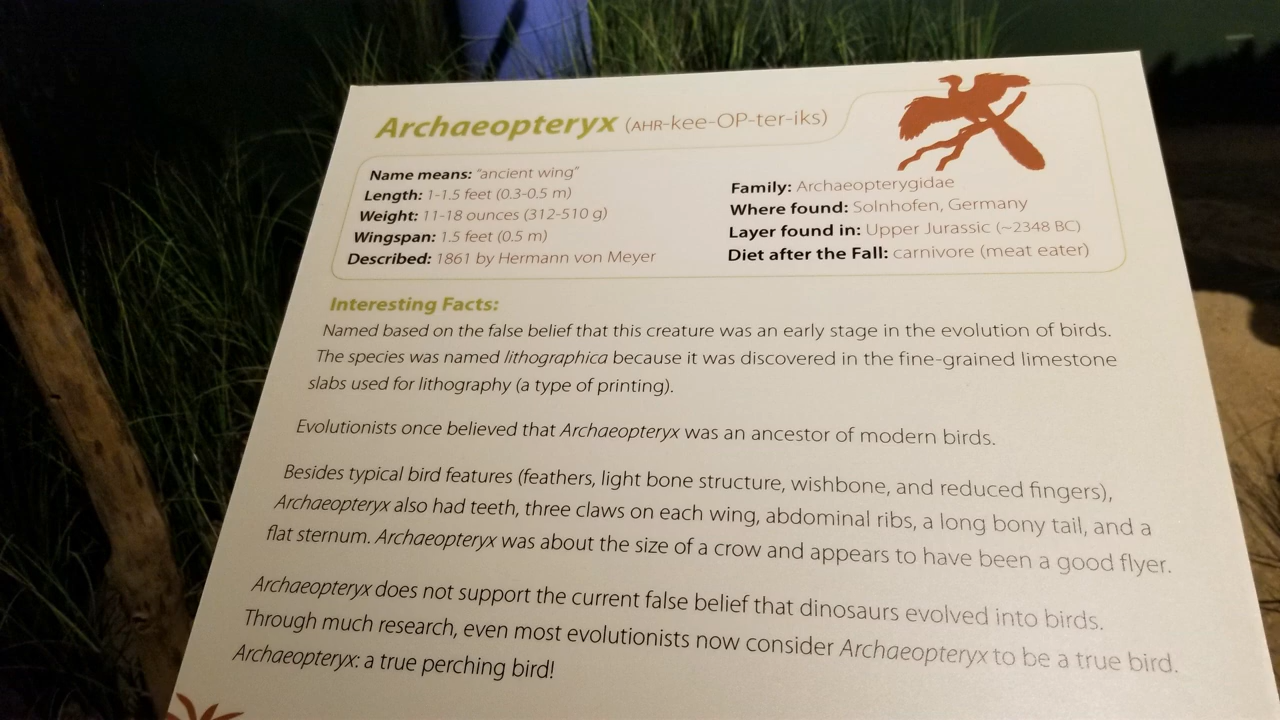 Archaeopteryx (AHR-kee-OP-ter-iks)
Name means: "ancient wing"
Length: 1-1.5 feet (0.3-0.5 m)
Weight: 11-18 ounces (312-510 g)
Wingspan: 1.5 feet (0.5 m)
Described: 1861 by Hermann von Meyer
Family: Archaeopterygidae
Where found: Solnhofen, Germany
Layer found in: Upper Jurassic (~2348 BC)
Diet after the Fall: carnivore (meat eater)
Interesting Facts:
Named based on the false belief that this creature was an early stage in the evolution of birds.
The species was named lithographica because it was discovered in the fine-grained limestone
slabs used for lithography (a type of printing).
Evolutionists once believed that Archaeopteryx was an ancestor of modern birds.
Besides typical bird features (feathers, light bone structure, wishbone, and reduced fingers),
Archaeopteryx also had teeth, three claws on each wing, abdominal ribs, a long bony tail, and a
flat sternum. Archaeopteryx was about the size of a crow and appears to have been a good flyer.
Archaeopteryx does not support the current false belief that dinosaurs evolved into birds.
Through much research, even most evolutionists now consider Archaeopteryx to be a true bird.
Archaeopteryx: a true perching bird!